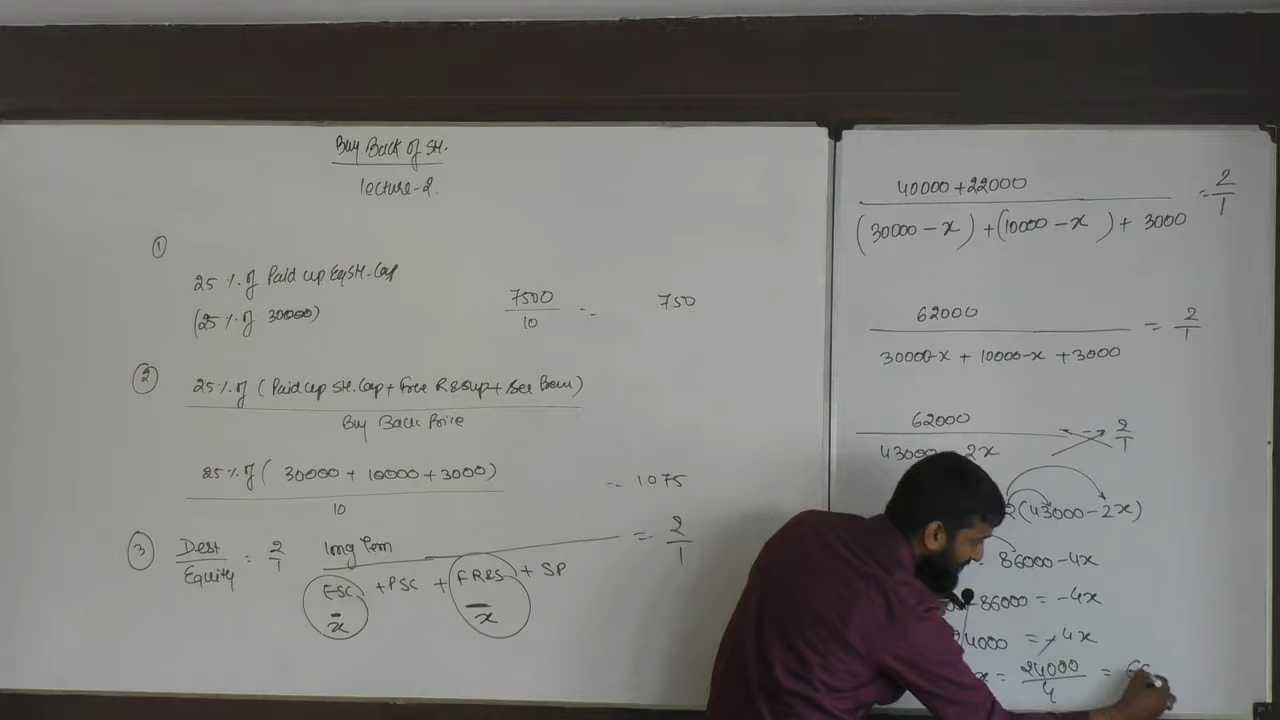 Buy Back of SH.
lecture-2.
①
25 % of Paid up Eq SH. Cap
(25 % of 30000)
7500
10
=
750
②
25 % of (Paid up SH. Cap + Free R&Sup + Sec Prem)
Buy Back Price
25 % of ( 30000 + 10000 + 3000)
10
= 1075
③ Dest : 2 long Term = 2
Equity 1 ESC + PSC + FR&S + SP 1
- x - x
40000 + 22000 = 2
(30000 - x ) + (10000 - x ) + 3000 1
62000 = 2
30000-x + 10000-x + 3000 1
62000 2
43000 2x 1
2(43000 - 2x)
86000 - 4x
86000 = -4x
4000 = -4x
x = 24000 =
4